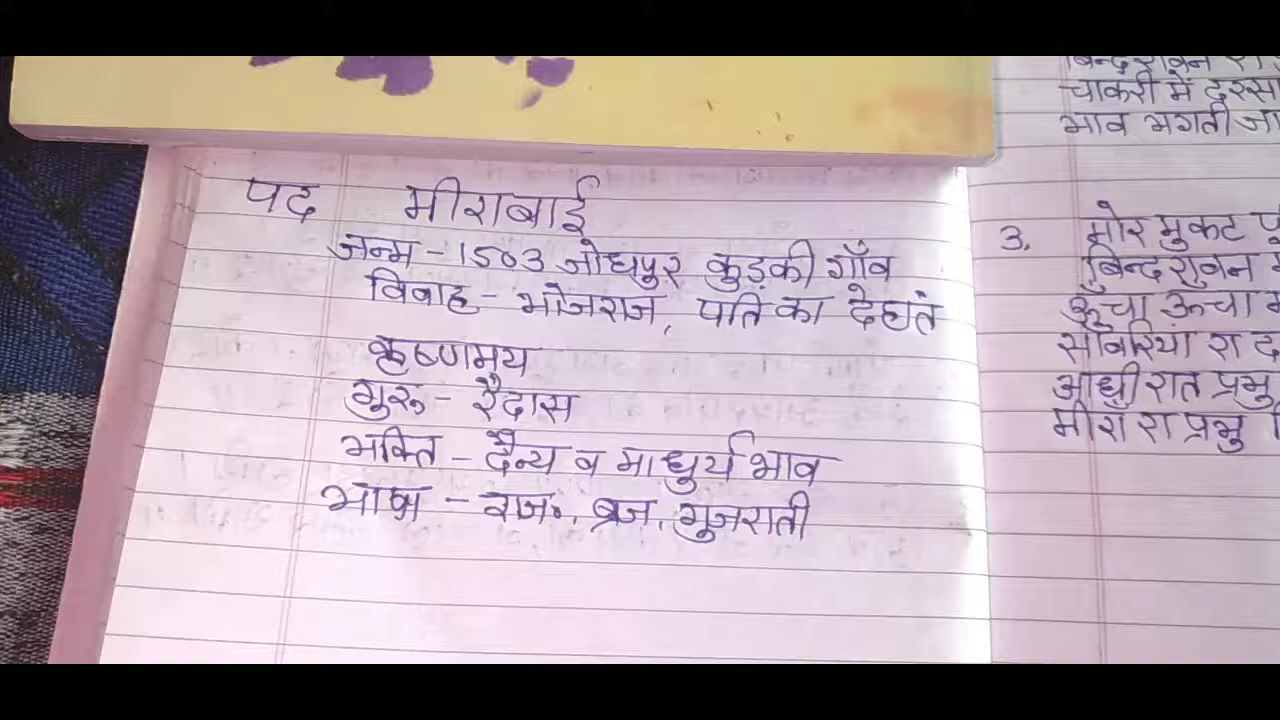 पद मीराबाई
जन्म - 1503 जोधपुर कुड़की गाँव
विवाह - भोजराज, पति का देहातं
कृष्णमय
गुरू - रैदास
भक्ति - दैन्य व माधुर्य भाव
भाषा - राज॰, ब्रज, गुजराती
चाकरी में
भाव भगती
3. मोर मुकट
बिन्दरावन
ऊँचा ऊंचा
सांवरिया रा
आधी रात प्रभु
मीरा रा प्रभु